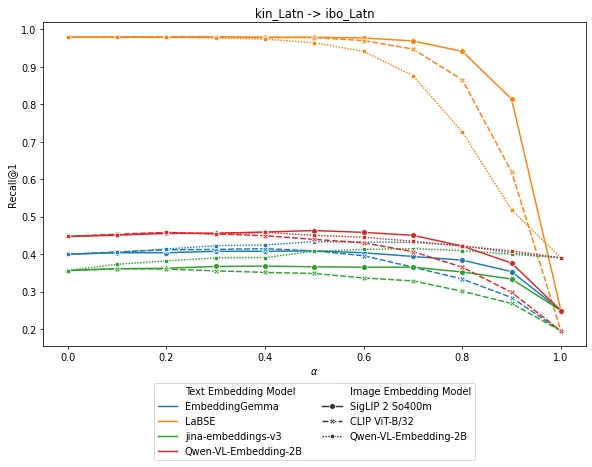 kin_Latn -> ibo_Latn
1.0
0.9
0.8
0.7
0.6
0.5
0.4
0.3
0.2
Recall@1
0.0 0.2 0.4 0.6 0.8 1.0
α
Text Embedding Model Image Embedding Model
EmbeddingGemma SigLIP 2 So400m
LaBSE CLIP ViT-B/32
jina-embeddings-v3 Qwen-VL-Embedding-2B
Qwen-VL-Embedding-2B